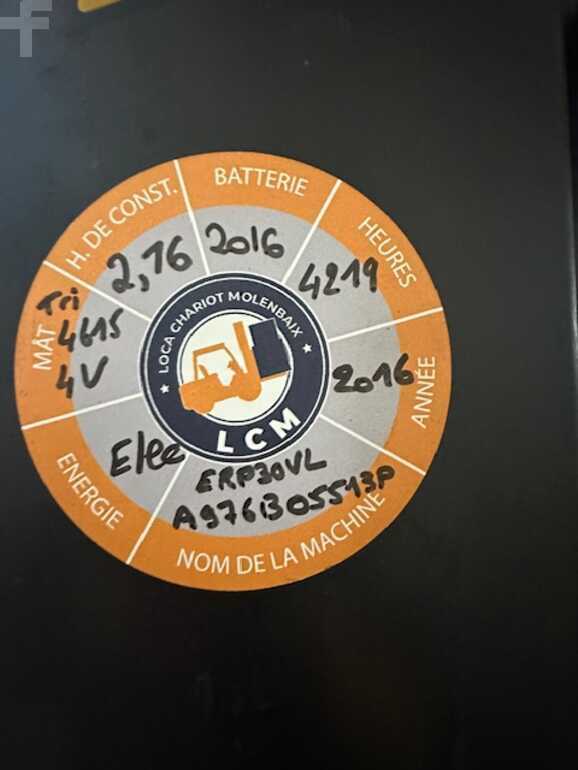 H. DE CONST.
2,16
BATTERIE
2016
HEURES
4219
ANNÉE
2016
NOM DE LA MACHINE
ERP30VL
A976B05513P
ENERGIE
Elec
MÂT
Tri
4615
4V
LOCA CHARIOT MOLENBAIX
LCM